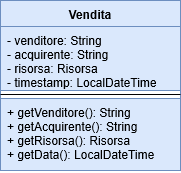 Vendita
- venditore: String
- acquirente: String
- risorsa: Risorsa
- timestamp: LocalDateTime
+ getVenditore(): String
+ getAcquirente(): String
+ getRisorsa(): Risorsa
+ getData(): LocalDateTime